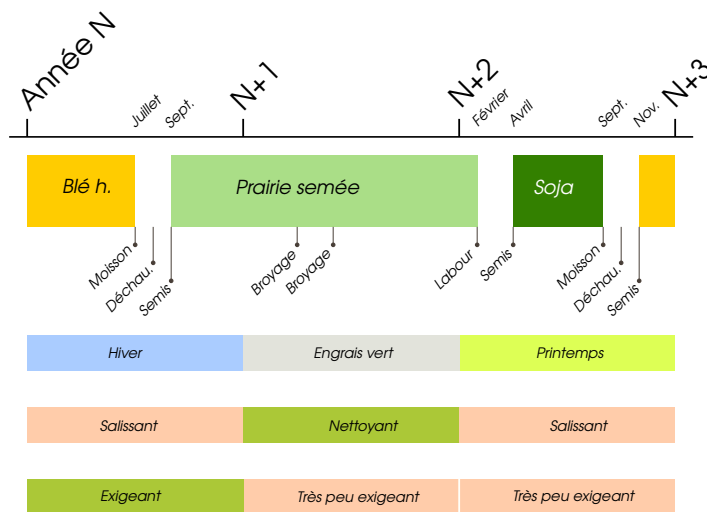 Année N
Juillet
Sept.
N+1
N+2
Février
Avril
Sept.
Nov.
N+3
Blé h.
Prairie semée
Soja
Moisson
Déchau.
Semis
Broyage
Broyage
Labour
Semis
Moisson
Déchau.
Semis
Hiver
Engrais vert
Printemps
Salissant
Nettoyant
Salissant
Exigeant
Très peu exigeant
Très peu exigeant